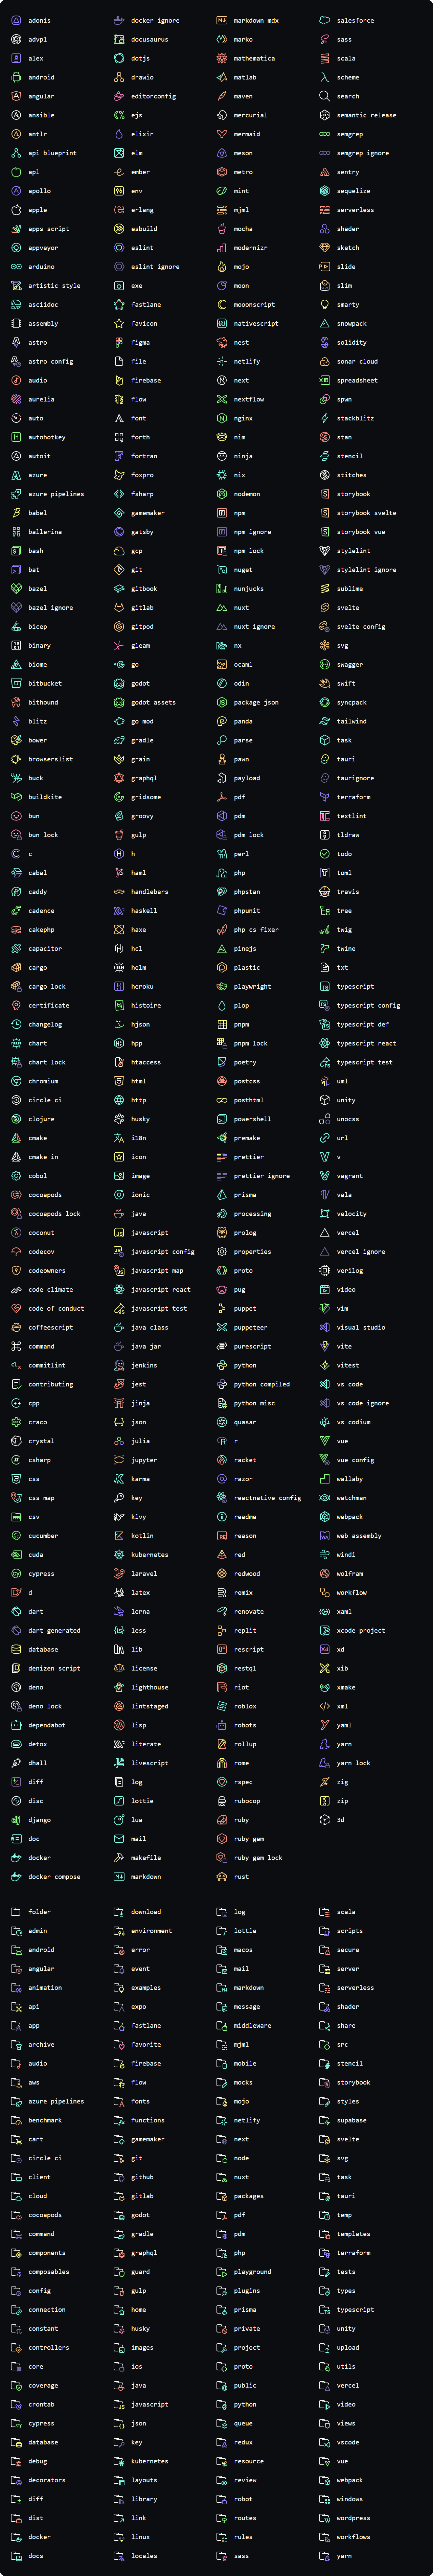 adonis
advpl
alex
android
angular
ansible
antlr
api blueprint
apl
apollo
apple
apps script
appveyor
arduino
artistic style
asciidoc
assembly
astro
astro config
audio
aurelia
auto
autohotkey
autoit
azure
azure pipelines
babel
ballerina
bash
bat
bazel
bazel ignore
bicep
binary
biome
bitbucket
bithound
blitz
bower
browserslist
buck
buildkite
bun
bun lock
c
cabal
caddy
cadence
cakephp
capacitor
cargo
cargo lock
certificate
changelog
chart
chart lock
chromium
circle ci
clojure
cmake
cmake in
cobol
cocoapods
cocoapods lock
coconut
codecov
codeowners
code climate
code of conduct
coffeescript
command
commitlint
contributing
cpp
craco
crystal
csharp
css
css map
csv
cucumber
cuda
cypress
d
dart
dart generated
database
denizen script
deno
deno lock
dependabot
detox
dhall
diff
disc
django
doc
docker
docker compose
docker ignore
docusaurus
dotjs
drawio
editorconfig
ejs
elixir
elm
ember
env
erlang
esbuild
eslint
eslint ignore
exe
fastlane
favicon
figma
file
firebase
flow
font
forth
fortran
foxpro
fsharp
gamemaker
gatsby
gcp
git
gitbook
gitlab
gitpod
gleam
go
godot
godot assets
go mod
gradle
grain
graphql
gridsome
groovy
gulp
h
haml
handlebars
haskell
haxe
hcl
helm
heroku
histoire
hjson
hpp
htaccess
html
http
husky
i18n
icon
image
ionic
java
javascript
javascript config
javascript map
javascript react
javascript test
java class
java jar
jenkins
jest
jinja
json
julia
jupyter
karma
key
kivy
kotlin
kubernetes
laravel
latex
lerna
less
lib
license
lighthouse
lintstaged
lisp
literate
livescript
log
lottie
lua
mail
makefile
markdown
markdown mdx
marko
mathematica
matlab
maven
mercurial
mermaid
meson
metro
mint
mjml
mocha
modernizr
mojo
moon
mooonscript
nativescript
nest
netlify
next
nextflow
nginx
nim
ninja
nix
nodemon
npm
npm ignore
npm lock
nuget
nunjucks
nuxt
nuxt ignore
nx
ocaml
odin
package json
panda
parse
pawn
payload
pdf
pdm
pdm lock
perl
php
phpstan
phpunit
php cs fixer
pinejs
plastic
playwright
plop
pnpm
pnpm lock
poetry
postcss
posthtml
powershell
premake
prettier
prettier ignore
prisma
processing
prolog
properties
proto
pug
puppet
puppeteer
purescript
python
python compiled
python misc
quasar
r
racket
razor
reactnative config
readme
reason
red
redwood
remix
renovate
replit
rescript
restql
riot
roblox
robots
rollup
rome
rspec
rubocop
ruby
ruby gem
ruby gem lock
rust
salesforce
sass
scala
scheme
search
semantic release
semgrep
semgrep ignore
sentry
sequelize
serverless
shader
sketch
slide
slim
smarty
snowpack
solidity
sonar cloud
spreadsheet
spwn
stackblitz
stan
stencil
stitches
storybook
storybook svelte
storybook vue
stylelint
stylelint ignore
sublime
svelte
svelte config
svg
swagger
swift
syncpack
tailwind
task
tauri
taurignore
terraform
textlint
tldraw
todo
toml
travis
tree
twig
twine
txt
typescript
typescript config
typescript def
typescript react
typescript test
uml
unity
unocss
url
v
vagrant
vala
velocity
vercel
vercel ignore
verilog
video
vim
visual studio
vite
vitest
vs code
vs code ignore
vs codium
vue
vue config
wallaby
watchman
webpack
web assembly
windi
wolfram
workflow
xaml
xcode project
xd
xib
xmake
xml
yaml
yarn
yarn lock
zig
zip
3d
folder
admin
android
angular
animation
api
app
archive
audio
aws
azure pipelines
benchmark
cart
circle ci
client
cloud
cocoapods
command
components
composables
config
connection
constant
controllers
core
coverage
crontab
cypress
database
debug
decorators
diff
dist
docker
docs
download
environment
error
event
examples
expo
fastlane
favorite
firebase
flow
fonts
functions
gamemaker
git
github
gitlab
godot
gradle
graphql
guard
gulp
home
husky
images
ios
java
javascript
json
key
kubernetes
layouts
library
link
linux
locales
log
lottie
macos
mail
markdown
message
middleware
mjml
mobile
mocks
mojo
netlify
next
node
nuxt
packages
pdf
pdm
php
playground
plugins
prisma
private
project
proto
public
python
queue
redux
resource
review
robot
routes
rules
sass
scala
scripts
secure
server
serverless
shader
share
src
stencil
storybook
styles
supabase
svelte
svg
task
tauri
temp
templates
terraform
tests
types
typescript
unity
upload
utils
vercel
video
views
vscode
vue
webpack
windows
wordpress
workflows
yarn